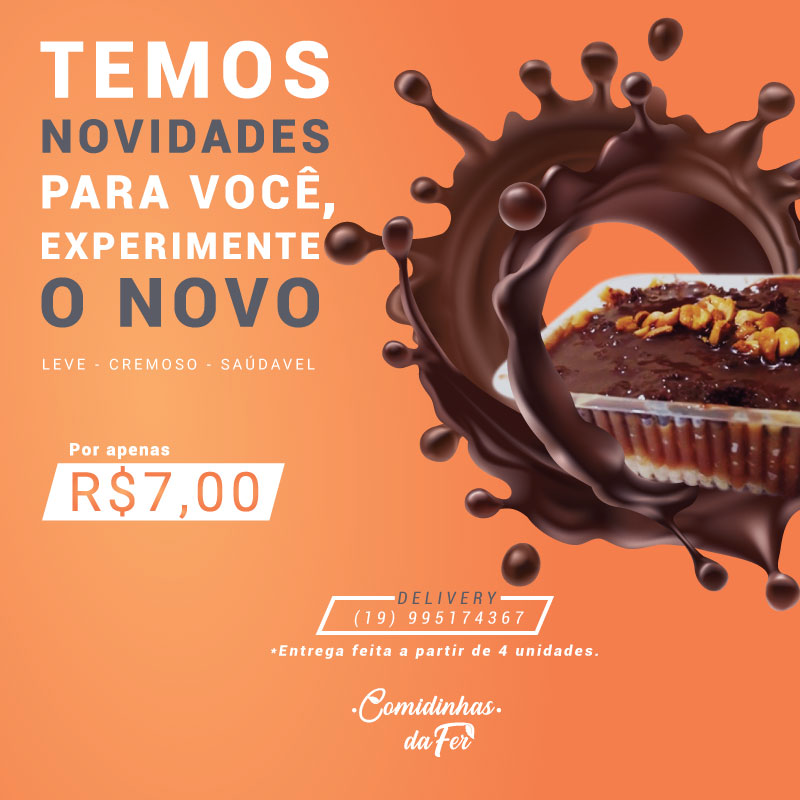 TEMOS
NOVIDADES
PARA VOCÊ,
EXPERIMENTE
O NOVO
LEVE - CREMOSO - SAÚDAVEL
Por apenas
R$7,00
DELIVERY
(19) 995174367
*Entrega feita a partir de 4 unidades.
Comidinhas
da Fer